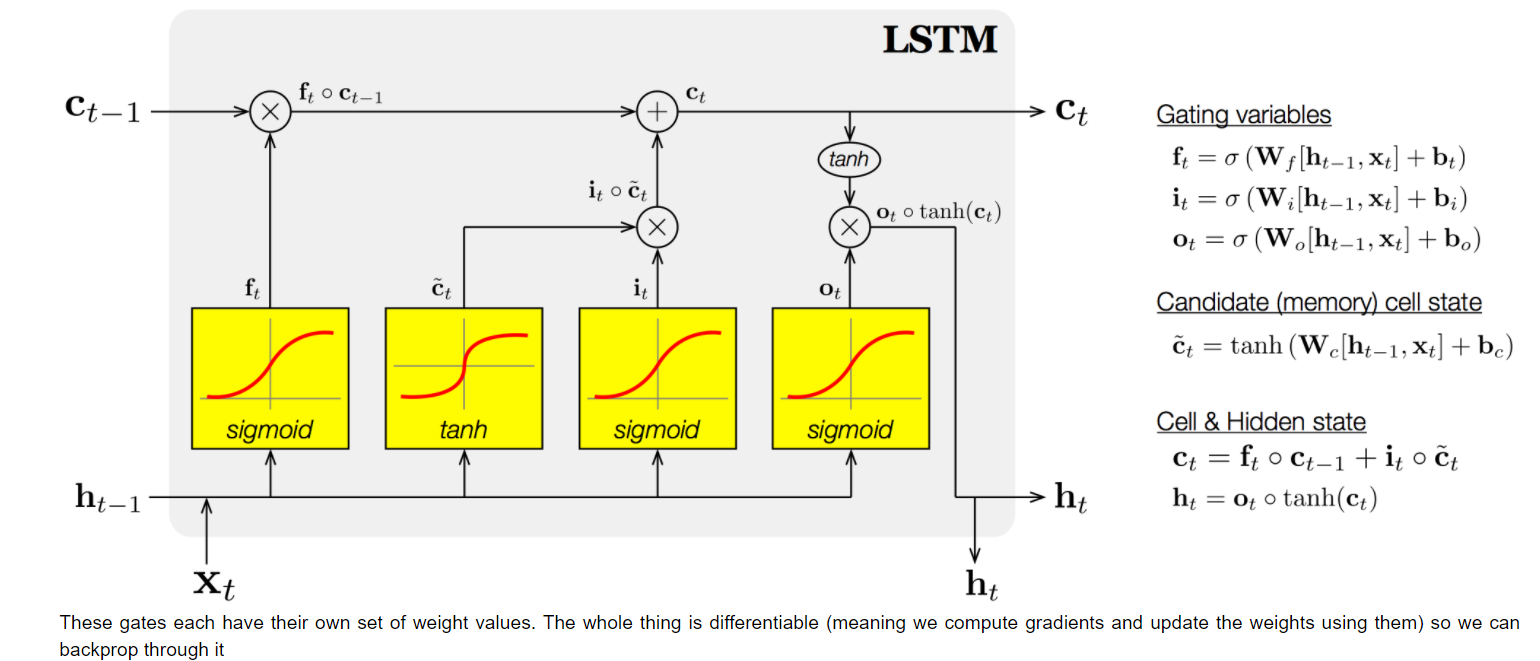 LSTM
c_{t−1}
f_t ∘ c_{t−1}
c_t
c_t
tanh
i_t ∘ c̃_t
o_t ∘ tanh(c_t)
f_t
c̃_t
i_t
o_t
sigmoid
tanh
sigmoid
sigmoid
h_{t−1}
h_t
x_t
h_t
Gating variables
f_t = σ (W_f[h_{t−1}, x_t] + b_t)
i_t = σ (W_i[h_{t−1}, x_t] + b_i)
o_t = σ (W_o[h_{t−1}, x_t] + b_o)
Candidate (memory) cell state
c̃_t = tanh (W_c[h_{t−1}, x_t] + b_c)
Cell & Hidden state
c_t = f_t ∘ c_{t−1} + i_t ∘ c̃_t
h_t = o_t ∘ tanh(c_t)
These gates each have their own set of weight values. The whole thing is differentiable (meaning we compute gradients and update the weights using them) so we can
backprop through it